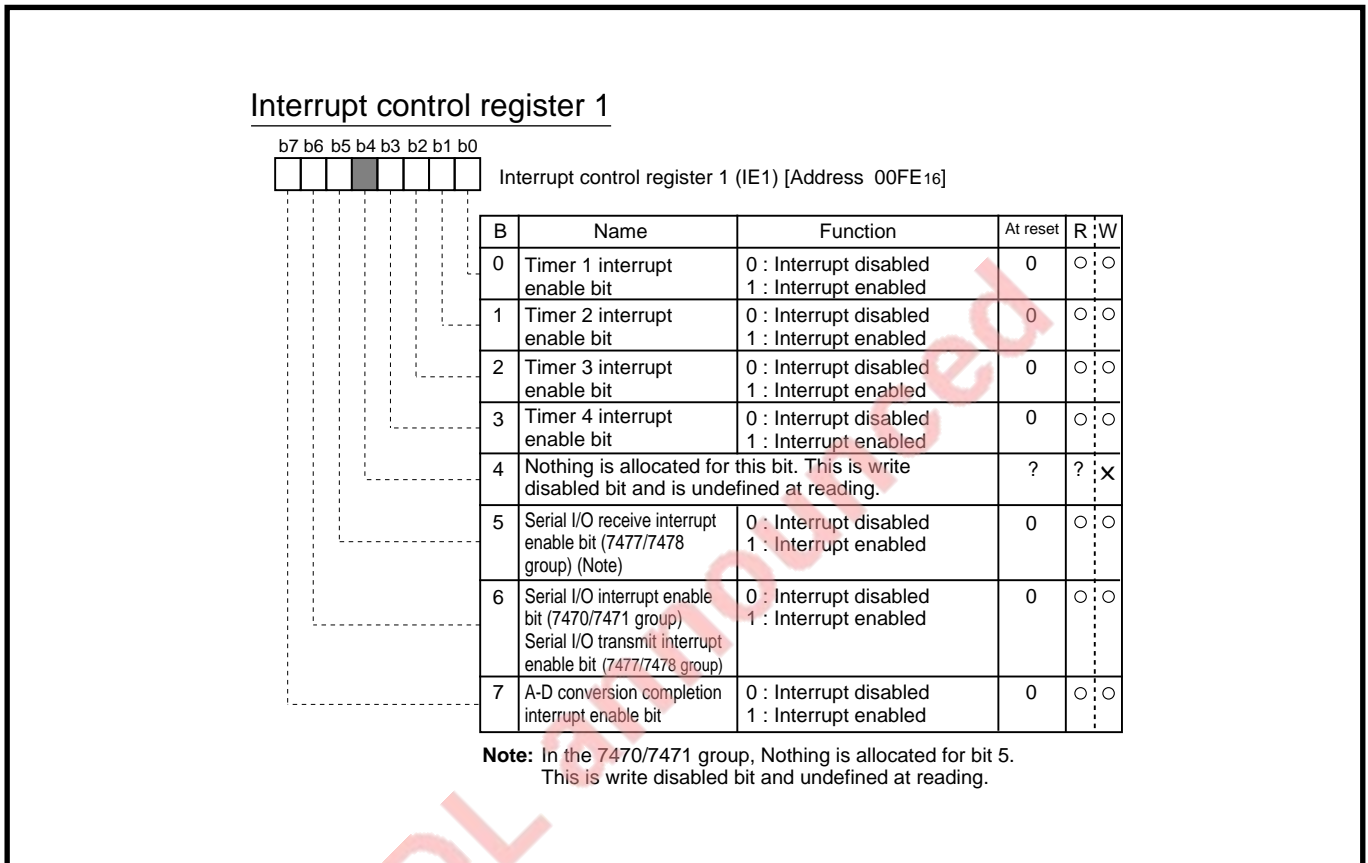 Interrupt control register 1
b7 b6 b5 b4 b3 b2 b1 b0
Interrupt control register 1 (IE1) [Address 00FE16]
B Name Function At reset R W
0 Timer 1 interrupt 0 : Interrupt disabled 0 ○ ○
enable bit 1 : Interrupt enabled
1 Timer 2 interrupt 0 : Interrupt disabled 0 ○ ○
enable bit 1 : Interrupt enabled
2 Timer 3 interrupt 0 : Interrupt disabled 0 ○ ○
enable bit 1 : Interrupt enabled
3 Timer 4 interrupt 0 : Interrupt disabled 0 ○ ○
enable bit 1 : Interrupt enabled
4 Nothing is allocated for this bit. This is write ? ? ×
disabled bit and is undefined at reading.
5 Serial I/O receive interrupt 0 : Interrupt disabled 0 ○ ○
enable bit (7477/7478 1 : Interrupt enabled
group) (Note)
6 Serial I/O interrupt enable 0 : Interrupt disabled 0 ○ ○
bit (7470/7471 group) 1 : Interrupt enabled
Serial I/O transmit interrupt
enable bit (7477/7478 group)
7 A-D conversion completion 0 : Interrupt disabled 0 ○ ○
interrupt enable bit 1 : Interrupt enabled
Note: In the 7470/7471 group, Nothing is allocated for bit 5.
This is write disabled bit and undefined at reading.
OL announced